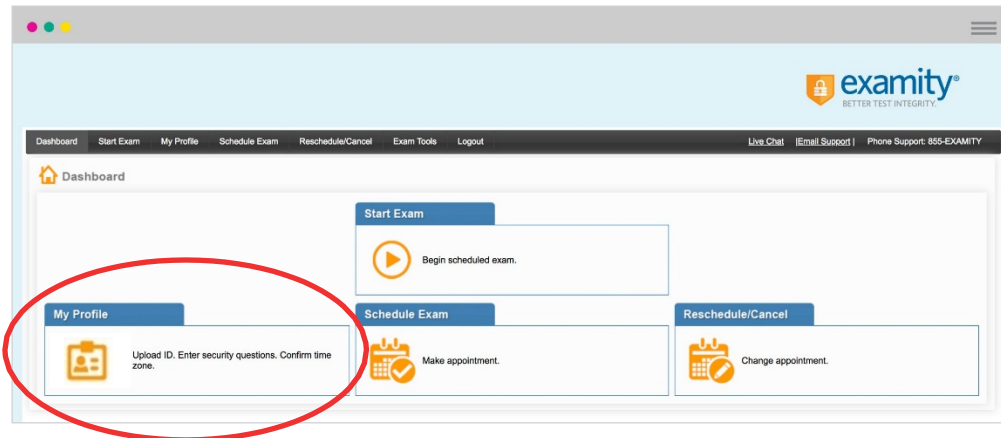 examity®
BETTER TEST INTEGRITY.
Dashboard Start Exam My Profile Schedule Exam Reschedule/Cancel Exam Tools Logout Live Chat |Email Support | Phone Support: 855-EXAMITY
Dashboard
Start Exam
Begin scheduled exam.
My Profile
Upload ID. Enter security questions. Confirm time
zone.
Schedule Exam
Make appointment.
Reschedule/Cancel
Change appointment.